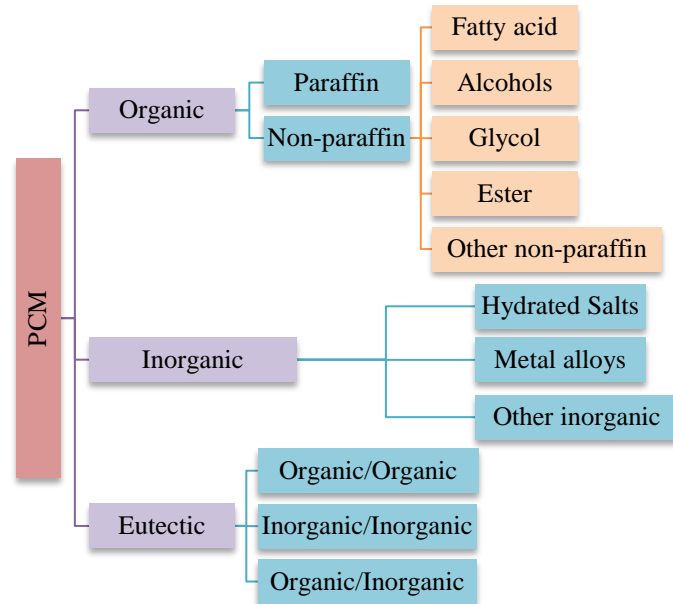 PCM
Organic
Paraffin
Non-paraffin
Fatty acid
Alcohols
Glycol
Ester
Other non-paraffin
Inorganic
Hydrated Salts
Metal alloys
Other inorganic
Eutectic
Organic/Organic
Inorganic/Inorganic
Organic/Inorganic